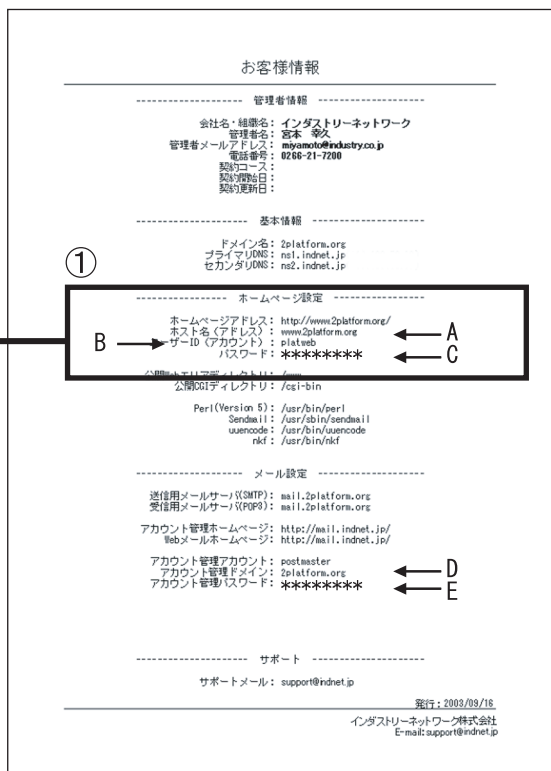 お客様情報
-------------------- 管理者情報 --------------------
会社名・組織名： インダストリーネットワーク
管理者名： 宮本 幸久
管理者メールアドレス： miyamoto@industry.co.jp
電話番号： 0266-21-7200
契約コース：
契約開始日：
契約更新日：
-------------------- 基本情報 --------------------
ドメイン名： 2platform.org
プライマリDNS： ns1.indnet.jp
セカンダリDNS： ns2.indnet.jp
①
---------------- ホームページ設定 ----------------
ホームページアドレス： http://www.2platform.org/
ホスト名（アドレス）： www.2platform.org A
B ーザーID（アカウント）： platweb
パスワード： ******** C
公開Webエリアディレクトリ： /www
公開CGIディレクトリ： /cgi-bin
Perl(Version 5)： /usr/bin/perl
Sendmail： /usr/sbin/sendmail
uuencode： /usr/bin/uuencode
nkf： /usr/bin/nkf
-------------------- メール設定 --------------------
送信用メールサーバ(SMTP)： mail.2platform.org
受信用メールサーバ(POP3)： mail.2platform.org
アカウント管理ホームページ： http://mail.indnet.jp/
Webメールホームページ： http://mail.indnet.jp/
アカウント管理アカウント： postmaster
アカウント管理ドメイン： 2platform.org D
アカウント管理パスワード： ******** E
-------------------- サポート --------------------
サポートメール： support@indnet.jp
発行：2003/09/16
インダストリーネットワーク株式会社
E-mail:support@indnet.jp